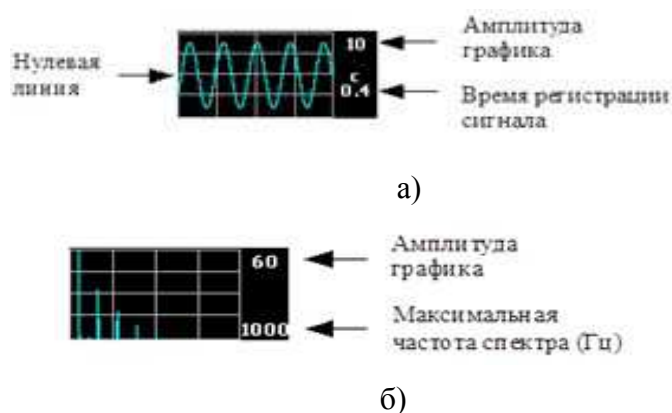 Нулевая
линия
10
с
0.4
Амплитуда
графика
Время регистрации
сигнала
а)
60
1000
Амплитуда
графика
Максимальная
частота спектра (Гц)
б)